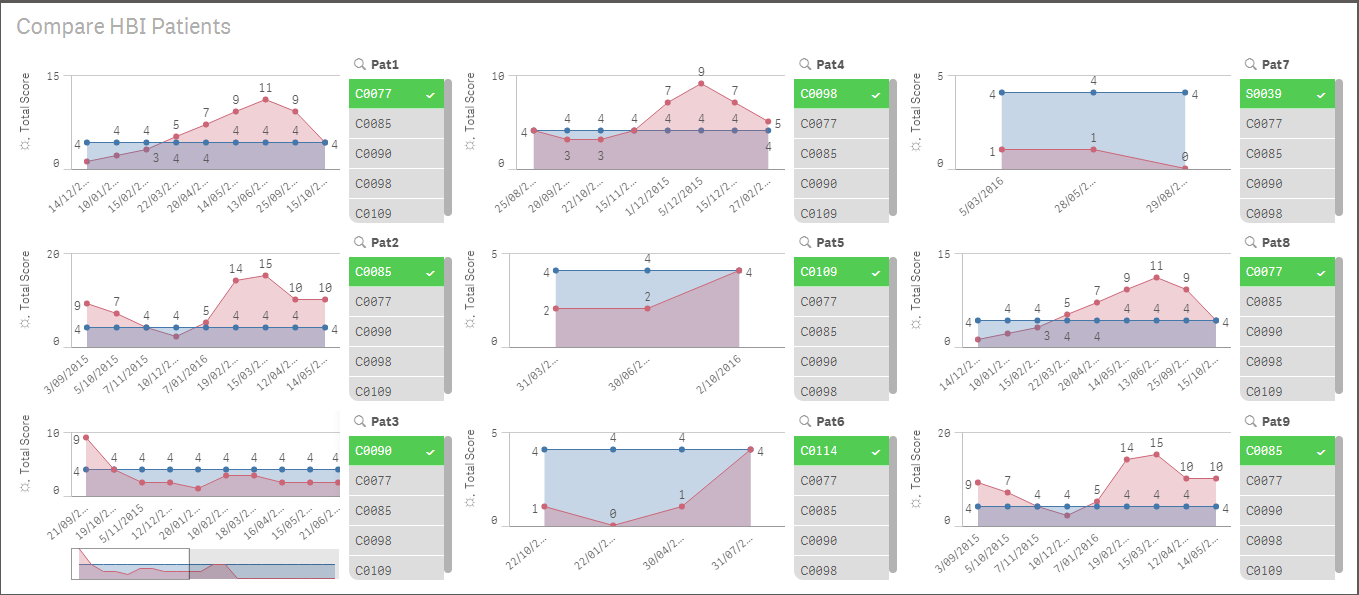 Compare HBI Patients
Pat1
Total Score
15
0
4 4 4 5 7 9 11 9 4
3 4 4 4 4 4 4
14/12/2... 10/01/2... 15/02/2... 22/03/2... 20/04/2... 14/05/2... 13/06/2... 25/09/2... 15/10/2...
C0077
C0085
C0090
C0098
C0109
Pat4
Total Score
10
0
4 4 4 4 7 9 7 5
3 3 4 4 4 4
25/08/2... 20/09/2... 22/10/2... 15/11/2... 1/12/2015 5/12/2015 15/12/2... 27/02/2...
C0098
C0077
C0085
C0090
C0109
Pat7
Total Score
5
0
4 4 4
1 1 0
5/03/2016 28/05/2... 29/08/2...
S0039
C0077
C0085
C0090
C0098
Pat2
Total Score
20
0
9 7 4 4 5 14 15 10 10
4 4 4 4 4
3/09/2015 5/10/2015 7/11/2015 10/12/2... 7/01/2016 19/02/2... 15/03/2... 12/04/2... 14/05/2...
C0085
C0077
C0090
C0098
C0109
Pat5
Total Score
5
0
4 4 4
2 2
31/03/2... 30/06/2... 2/10/2016
C0109
C0077
C0085
C0090
C0098
Pat8
Total Score
15
0
4 4 4 5 7 9 11 9 4
3 4 4 4 4 4
14/12/2... 10/01/2... 15/02/2... 22/03/2... 20/04/2... 14/05/2... 13/06/2... 25/09/2... 15/10/2...
C0077
C0085
C0090
C0098
C0109
Pat3
Total Score
10
0
9
4 4 4 4 4 4 4 4 4 4
21/09/2... 19/10/2... 5/11/2015 12/12/2... 20/01/2... 10/02/2... 18/03/2... 16/04/2... 15/05/2... 21/06/2...
C0090
C0077
C0085
C0098
C0109
Pat6
Total Score
5
0
4 4 4 4
1 0 1
22/10/2... 22/01/2... 30/04/2... 31/07/2...
C0114
C0077
C0085
C0090
C0098
Pat9
Total Score
20
0
9 7 4 4 5 14 15 10 10
4 4 4 4 4
3/09/2015 5/10/2015 7/11/2015 10/12/2... 7/01/2016 19/02/2... 15/03/2... 12/04/2... 14/05/2...
C0085
C0077
C0090
C0098
C0109